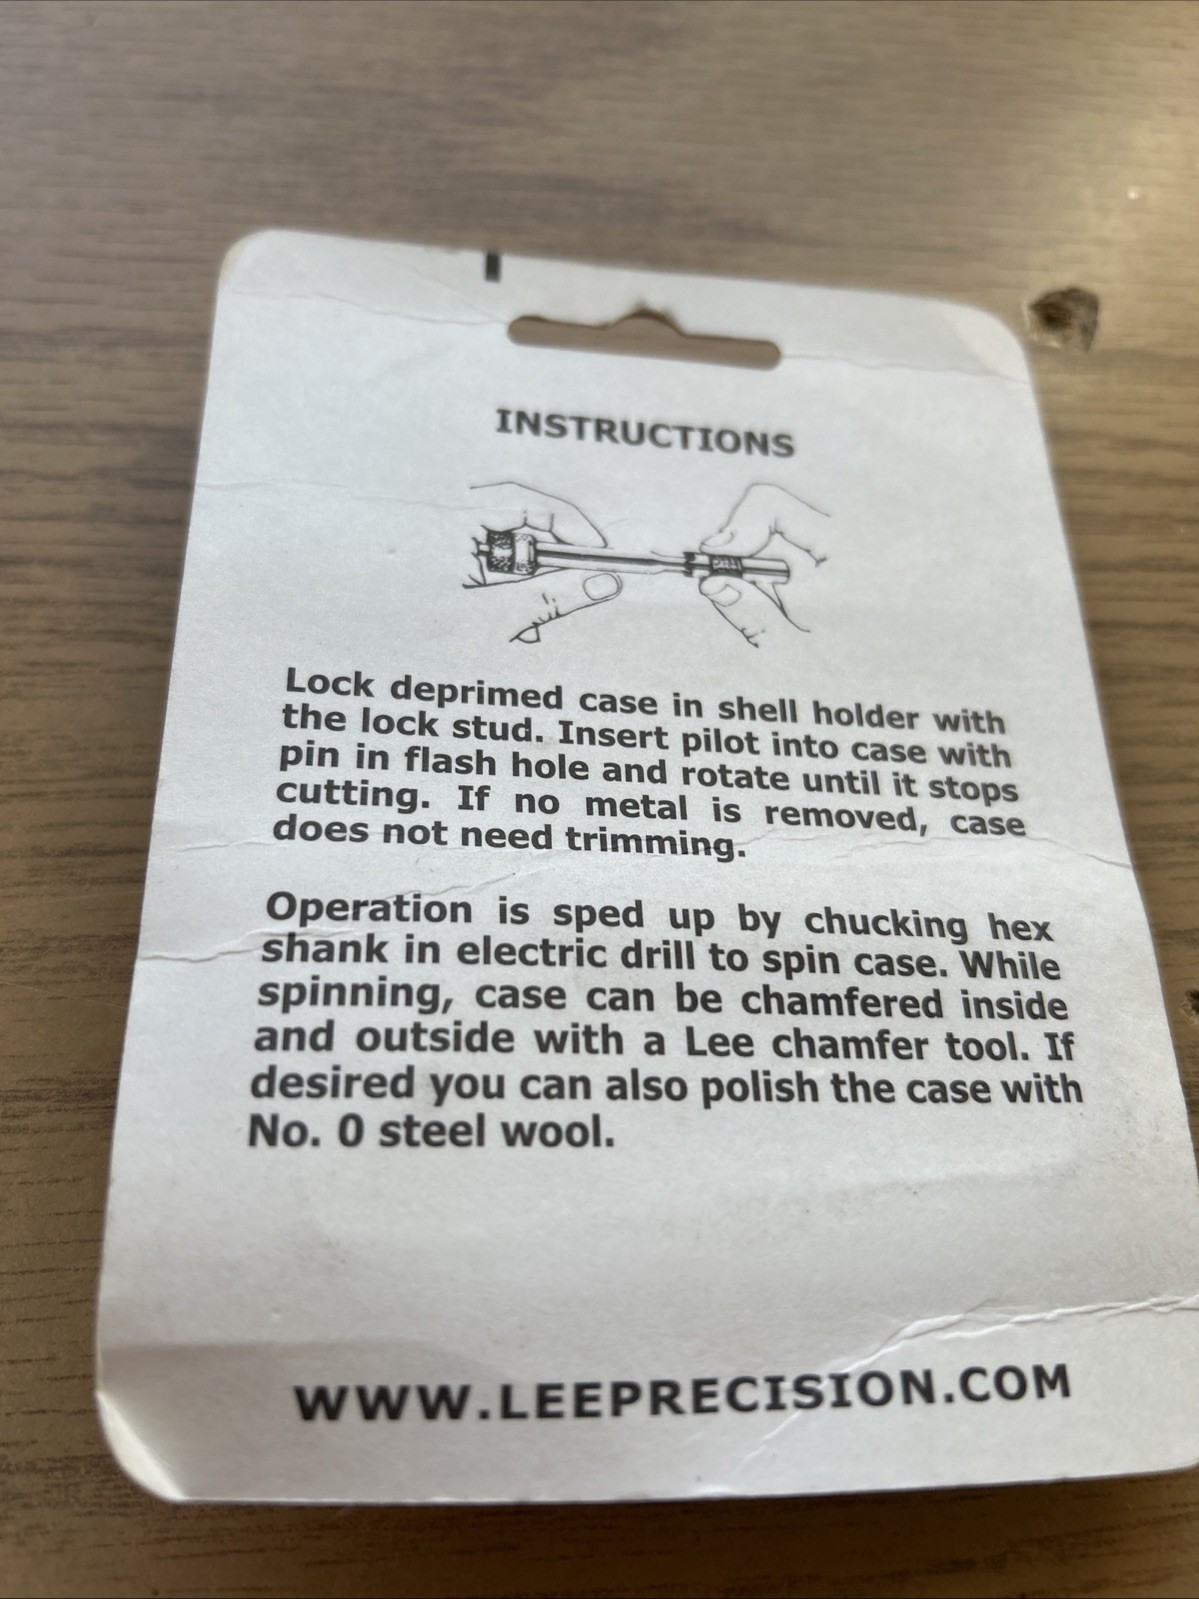 INSTRUCTIONS
Lock deprimed case in shell holder with
the lock stud. Insert pilot into case with
pin in flash hole and rotate until it stops
cutting. If no metal is removed, case
does not need trimming.
Operation is sped up by chucking hex
shank in electric drill to spin case. While
spinning, case can be chamfered inside
and outside with a Lee chamfer tool. If
desired you can also polish the case with
No. 0 steel wool.
WWW.LEEPRECISION.COM